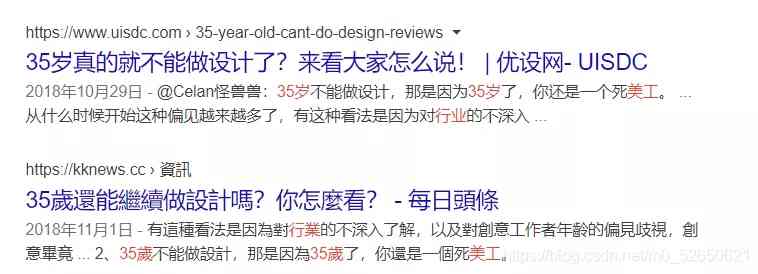 https://www.uisdc.com › 35-year-old-cant-do-design-reviews ▼
35岁真的就不能做设计了？来看大家怎么说！ | 优设网- UISDC
2018年10月29日 - @Celan怪兽兽：35岁不能做设计，那是因为35岁了，你还是一个死美工。 ...
从什么时候开始这种偏见越来越多了，有这种看法是因为对行业的不深入 ...
https://kknews.cc › 資訊
35歲還能繼續做設計嗎？你怎麼看？ - 每日頭條
2018年11月1日 - 有這種看法是因為對行業的不深入了解，以及對創意工作者年齡的偏見歧視，創
意畢竟 ... 2、35歲不能做設計，那是因為35歲了，你還是一個死美工。
https://blog.csdn.net/m0_52650621